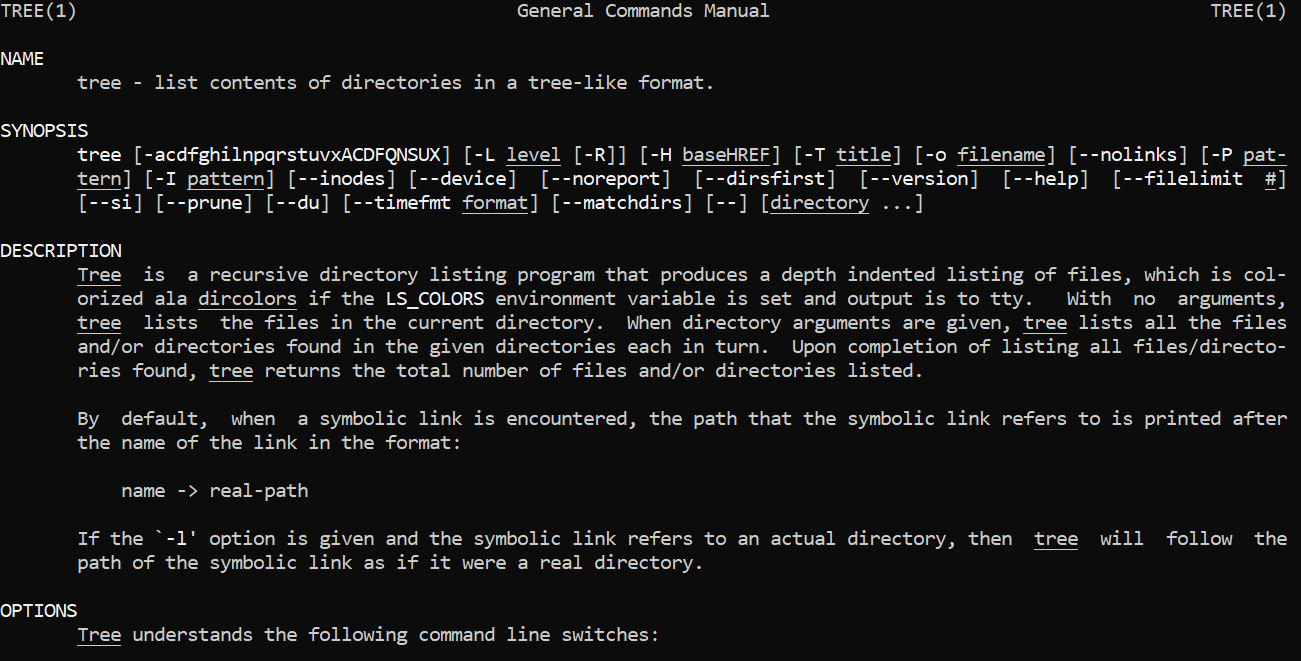 TREE(1) General Commands Manual TREE(1)
NAME
tree - list contents of directories in a tree-like format.
SYNOPSIS
tree [-acdfghilnpqrstuvxACDFQNSUX] [-L level [-R]] [-H baseHREF] [-T title] [-o filename] [--nolinks] [-P pat-
tern] [-I pattern] [--inodes] [--device] [--noreport] [--dirsfirst] [--version] [--help] [--filelimit #]
[--si] [--prune] [--du] [--timefmt format] [--matchdirs] [--] [directory ...]
DESCRIPTION
Tree is a recursive directory listing program that produces a depth indented listing of files, which is col-
orized ala dircolors if the LS_COLORS environment variable is set and output is to tty. With no arguments,
tree lists the files in the current directory. When directory arguments are given, tree lists all the files
and/or directories found in the given directories each in turn. Upon completion of listing all files/directo-
ries found, tree returns the total number of files and/or directories listed.
By default, when a symbolic link is encountered, the path that the symbolic link refers to is printed after
the name of the link in the format:
name -> real-path
If the `-l' option is given and the symbolic link refers to an actual directory, then tree will follow the
path of the symbolic link as if it were a real directory.
OPTIONS
Tree understands the following command line switches: